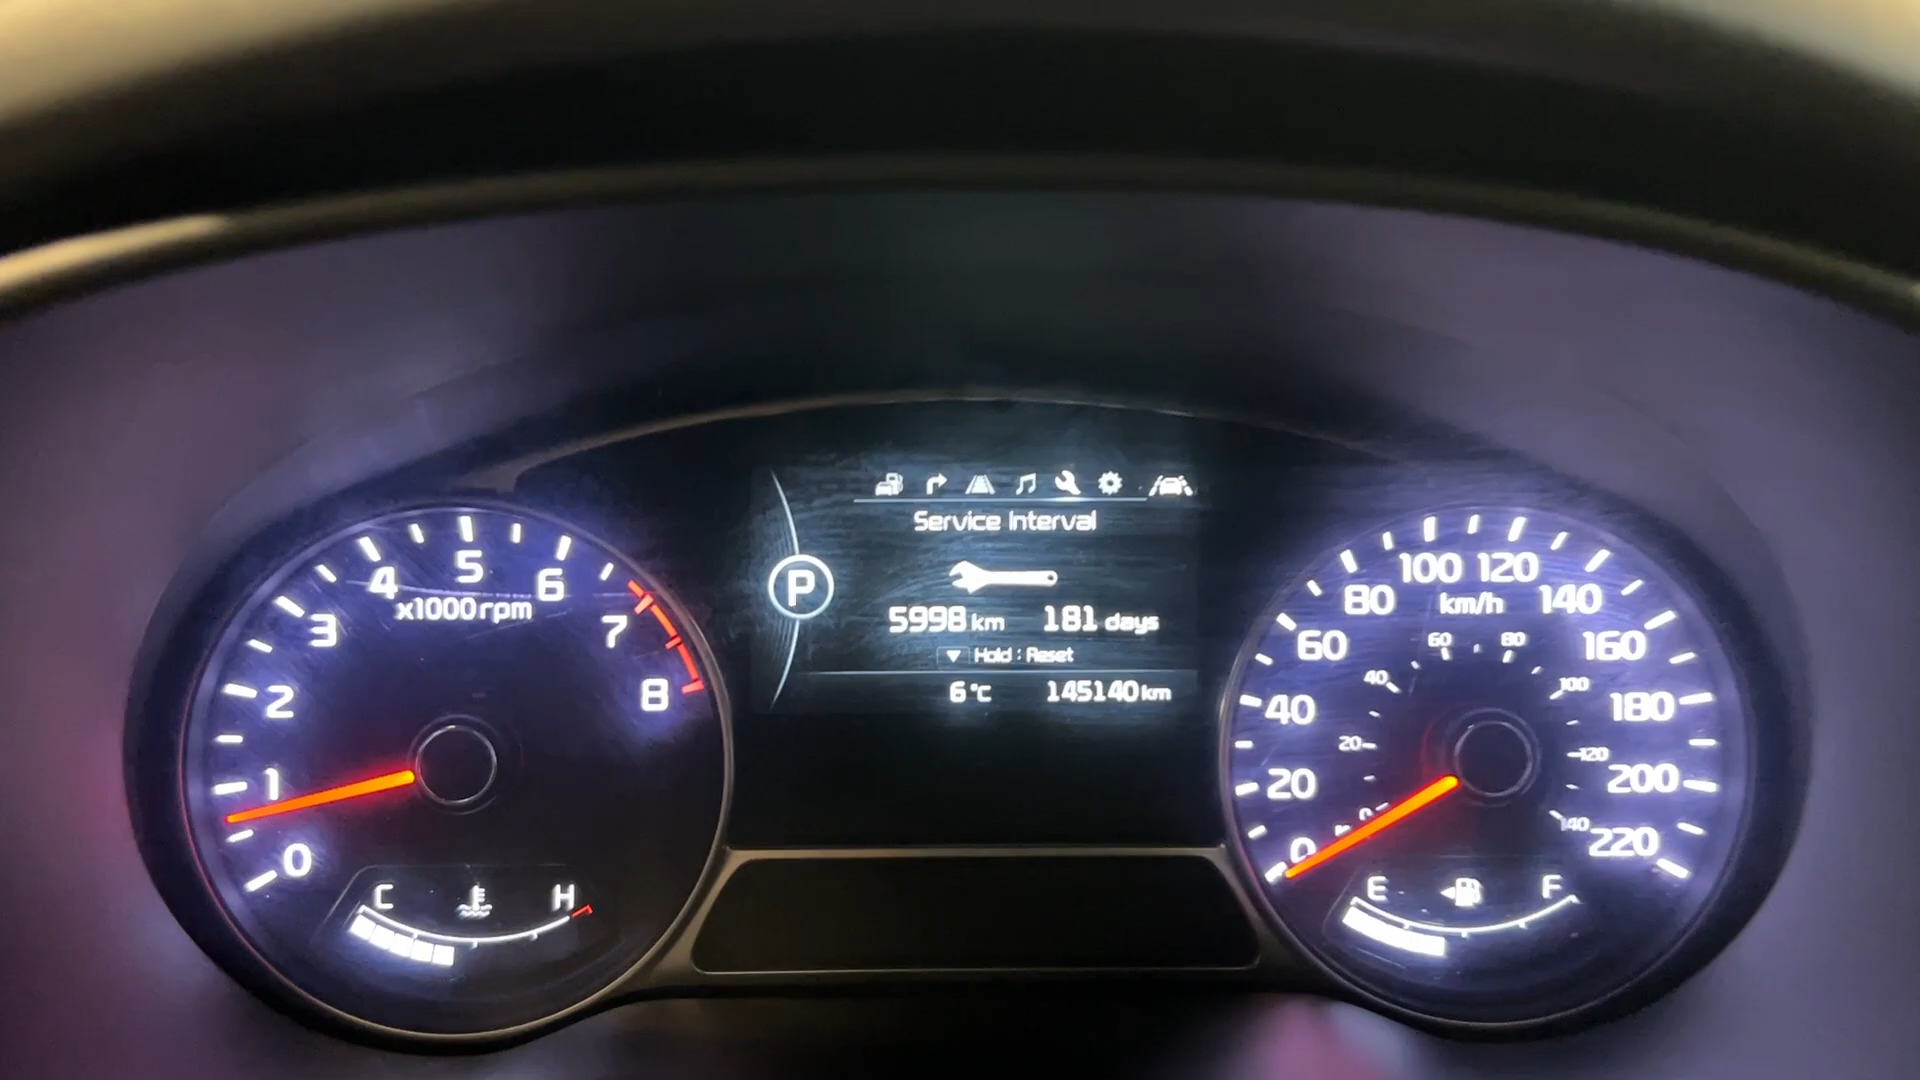 0
1
2
3
4
5
6
7
8
x1000rpm
C
H
P
Service Interval
5998 km 181 days
▼ Hold : Reset
6°C 145140 km
0
20
40
60
80
100
120
140
160
180
200
220
km/h
0
20
40
60
80
100
120
140
E
F